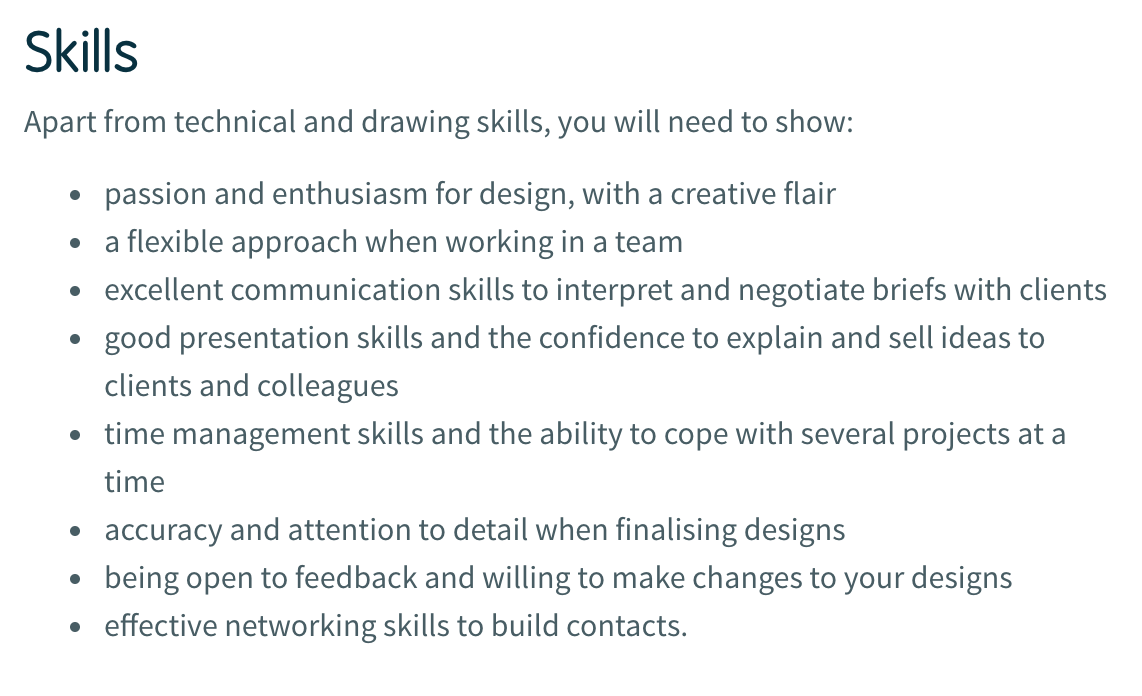 Skills
Apart from technical and drawing skills, you will need to show:
• passion and enthusiasm for design, with a creative flair
• a flexible approach when working in a team
• excellent communication skills to interpret and negotiate briefs with clients
• good presentation skills and the confidence to explain and sell ideas to
clients and colleagues
• time management skills and the ability to cope with several projects at a
time
• accuracy and attention to detail when finalising designs
• being open to feedback and willing to make changes to your designs
• effective networking skills to build contacts.